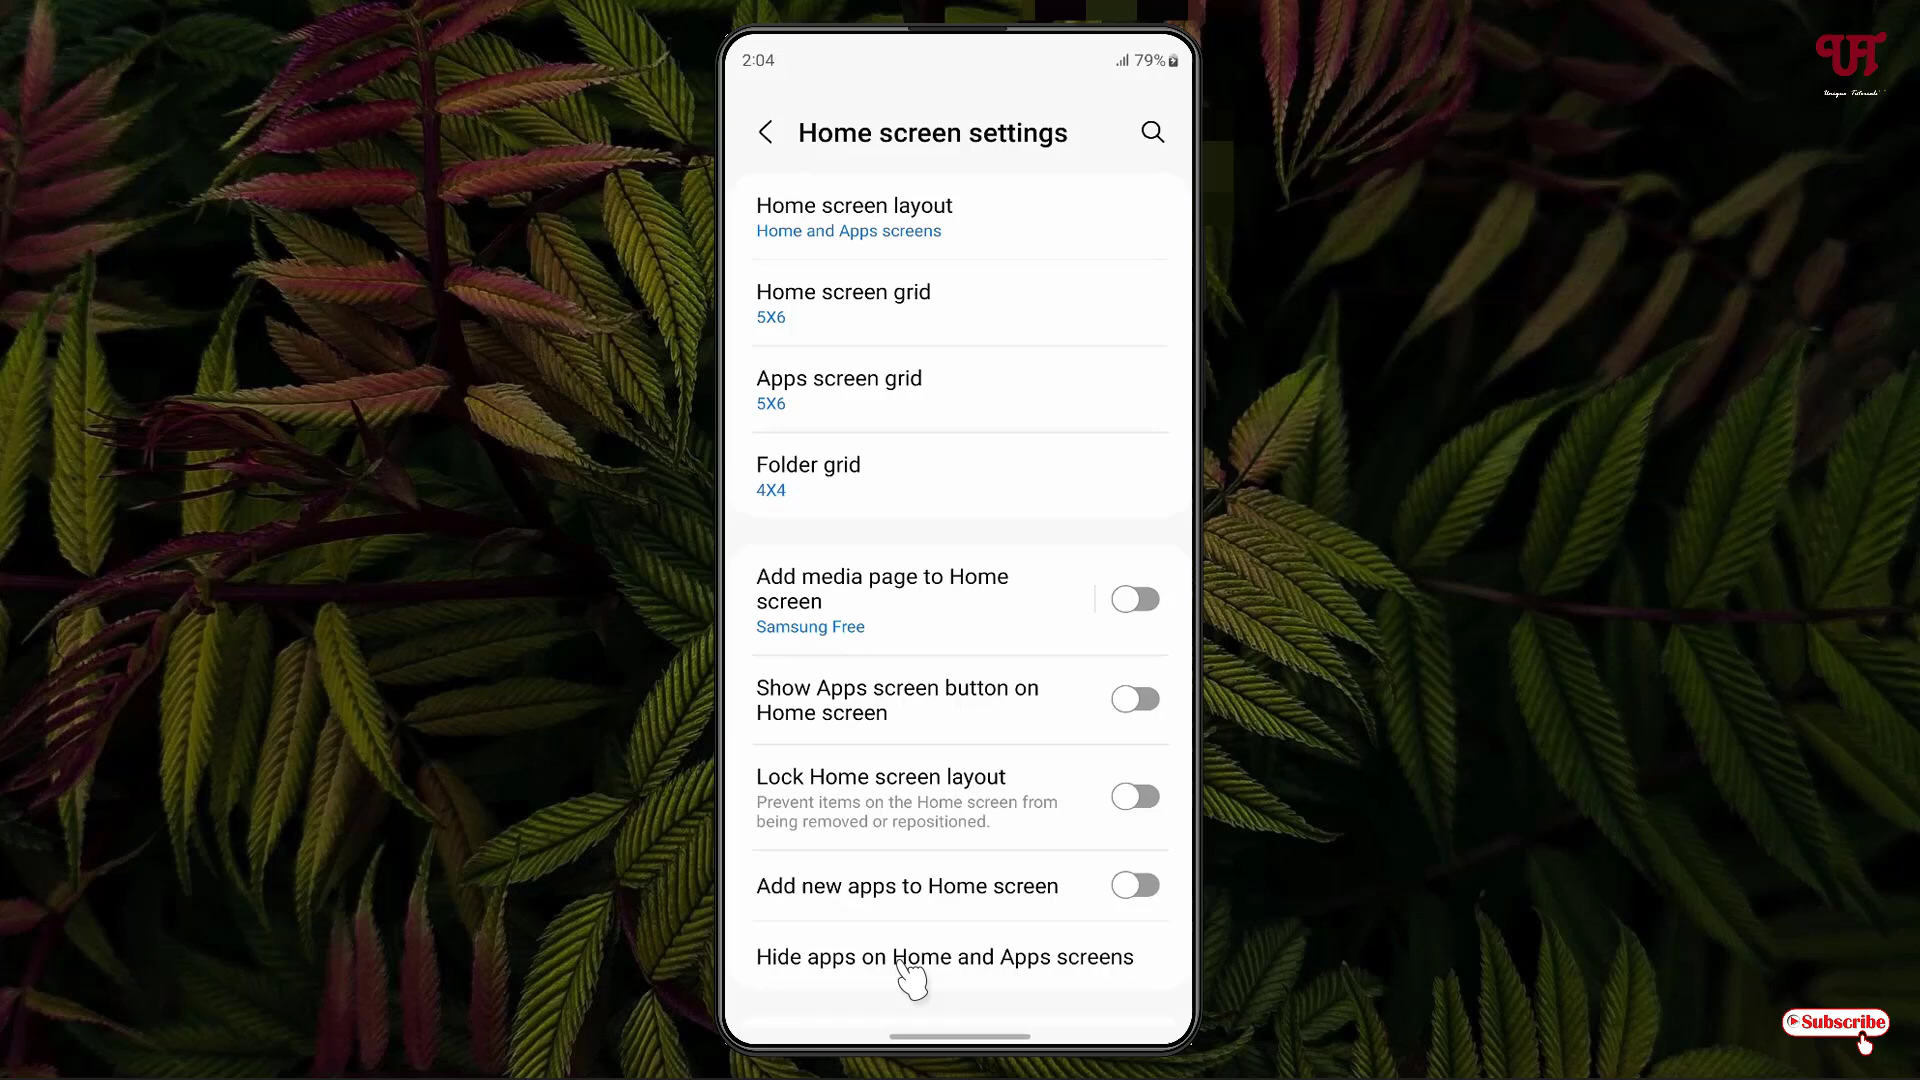 2:04
79%
Home screen settings
Home screen layout
Home and Apps screens
Home screen grid
5X6
Apps screen grid
5X6
Folder grid
4X4
Add media page to Home
screen
Samsung Free
Show Apps screen button on
Home screen
Lock Home screen layout
Prevent items on the Home screen from
being removed or repositioned.
Add new apps to Home screen
Hide apps on Home and Apps screens
UT
Unique Tutorials
Subscribe